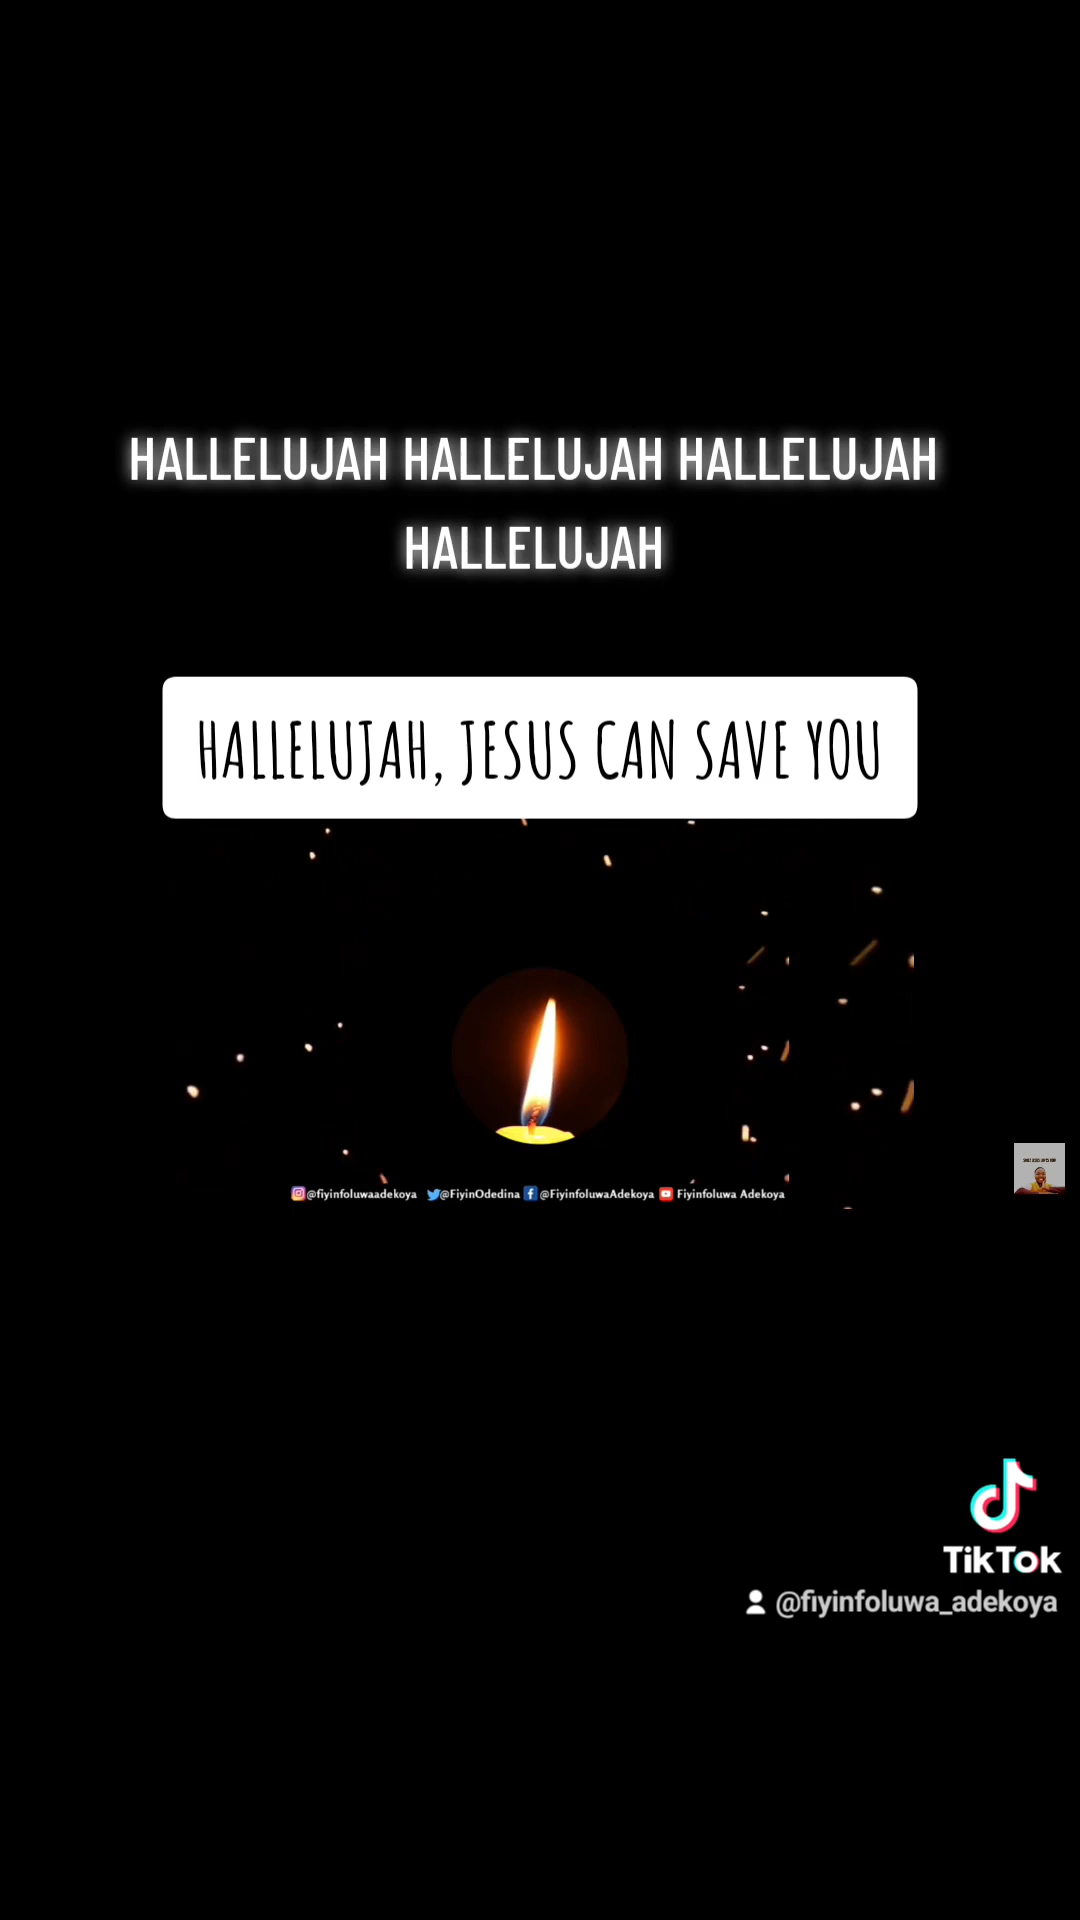 HALLELUJAH HALLELUJAH HALLELUJAH
HALLELUJAH
HALLELUJAH, JESUS CAN SAVE YOU
@fiyinfoluwaadekoya @FiyinOdedina @FiyinfoluwaAdekoya Fiyinfoluwa Adekoya
TikTok
@fiyinfoluwa_adekoya